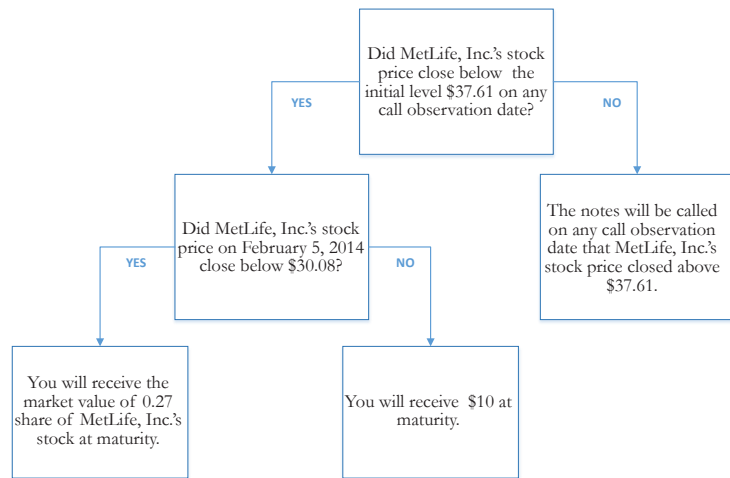 Did MetLife, Inc.'s stock
price close below the
initial level $37.61 on any
call observation date?
YES
NO
Did MetLife, Inc.'s stock
price on February 5, 2014
close below $30.08?
The notes will be called
on any call observation
date that MetLife, Inc.'s
stock price closed above
$37.61.
YES
NO
You will receive the
market value of 0.27
share of MetLife, Inc.'s
stock at maturity.
You will receive $10 at
maturity.